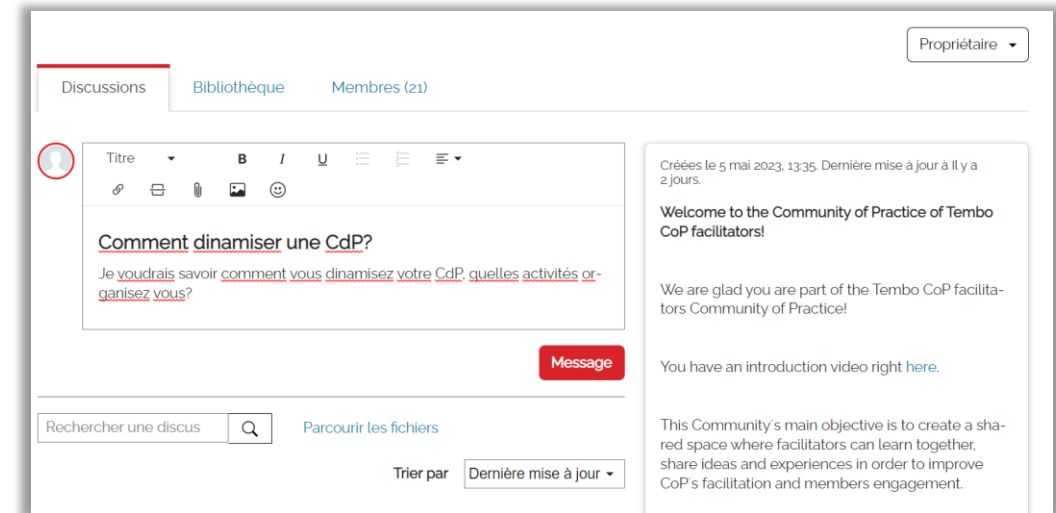 Propriétaire
Discussions Bibliothèque Membres (21)
Titre B I U
Comment dinamiser une CdP?
Je voudrais savoir comment vous dinamisez votre CdP, quelles activités or-
ganisez vous?
Message
Rechercher une discus Parcourir les fichiers
Trier par Dernière mise à jour
Créées le 5 mai 2023, 13:35. Dernière mise à jour à Il y a
2 jours.
Welcome to the Community of Practice of Tembo
CoP facilitators!
We are glad you are part of the Tembo CoP facilita-
tors Community of Practice!
You have an introduction video right here.
This Community's main objective is to create a sha-
red space where facilitators can learn together,
share ideas and experiences in order to improve
CoP's facilitation and members engagement.